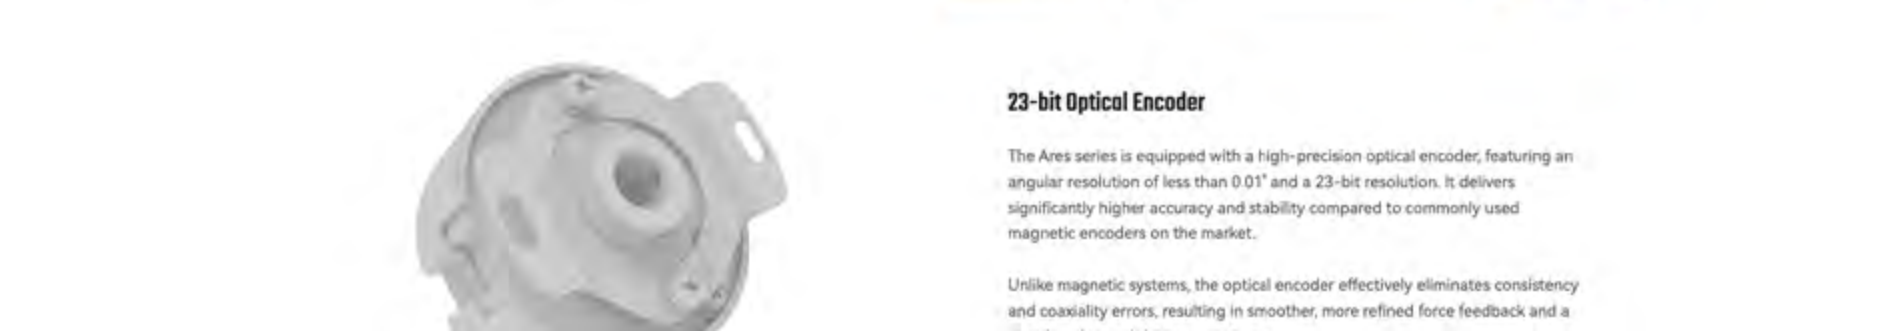 23-bit Optical Encoder
The Ares series is equipped with a high-precision optical encoder, featuring an
angular resolution of less than 0.01° and a 23-bit resolution. It delivers
significantly higher accuracy and stability compared to commonly used
magnetic encoders on the market.
Unlike magnetic systems, the optical encoder effectively eliminates consistency
and coaxiality errors, resulting in smoother, more refined force feedback and a